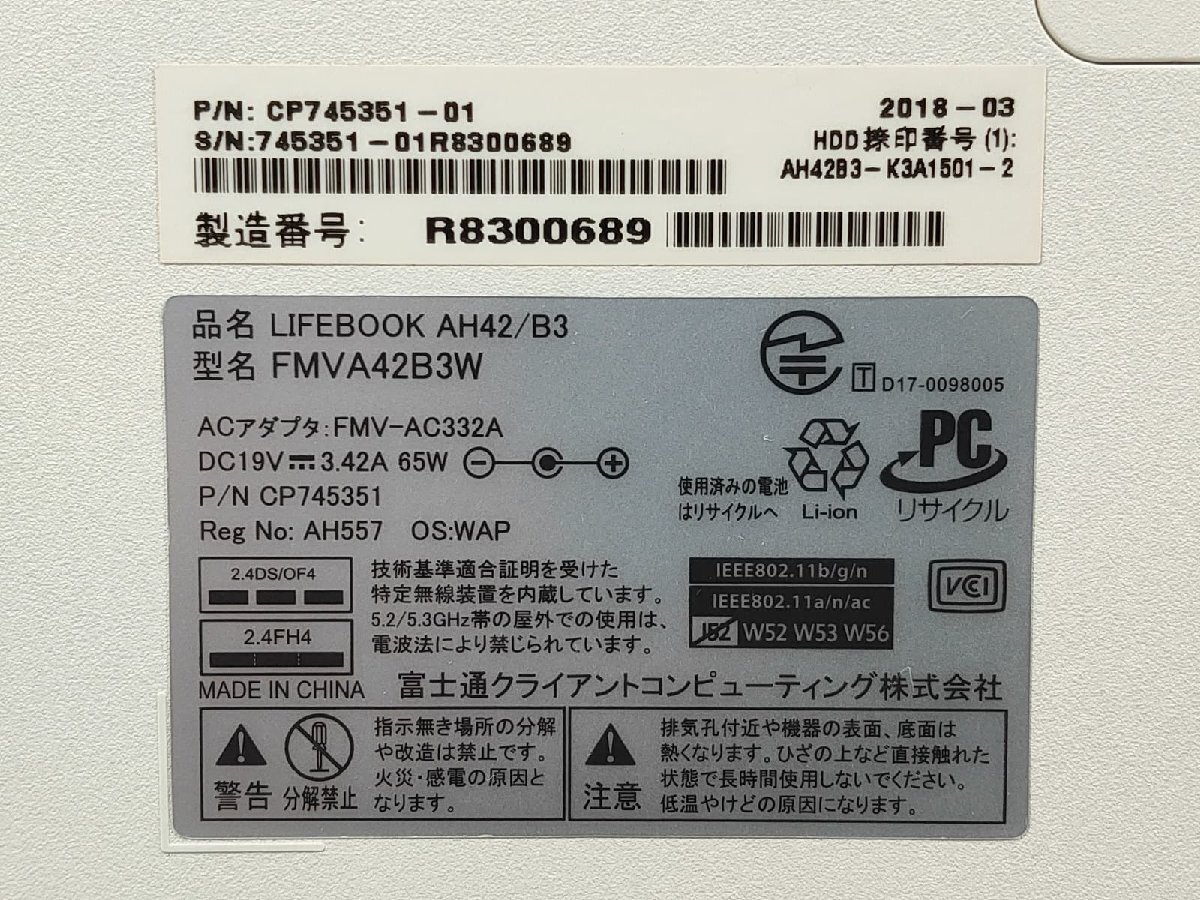 P/N: CP745351-01
2018-03
S/N:745351-01R8300689
HDD捺印番号(1):
AH42B3-K3A1501-2
製造番号: R8300689
品名 LIFEBOOK AH42/B3
型名 FMVA42B3W
T D17-0098005
ACアダプタ:FMV-AC332A
DC19V 3.42A 65W
P/N CP745351
Reg No: AH557 OS:WAP
使用済みの電池
はリサイクルへ
Li-ion
PC
リサイクル
2.4DS/OF4
2.4FH4
技術基準適合証明を受けた
特定無線装置を内蔵しています。
5.2/5.3GHz帯の屋外での使用は、
電波法により禁じられています。
IEEE802.11b/g/n
IEEE802.11a/n/ac
J52 W52 W53 W56
VCCI
MADE IN CHINA
富士通クライアントコンピューティング株式会社
警告
分解禁止
指示無き場所の分解
や改造は禁止です。
火災・感電の原因と
なります。
注意
排気孔付近や機器の表面、底面は
熱くなります。ひざの上など直接触れた
状態で長時間使用しないでください。
低温やけどの原因になります。